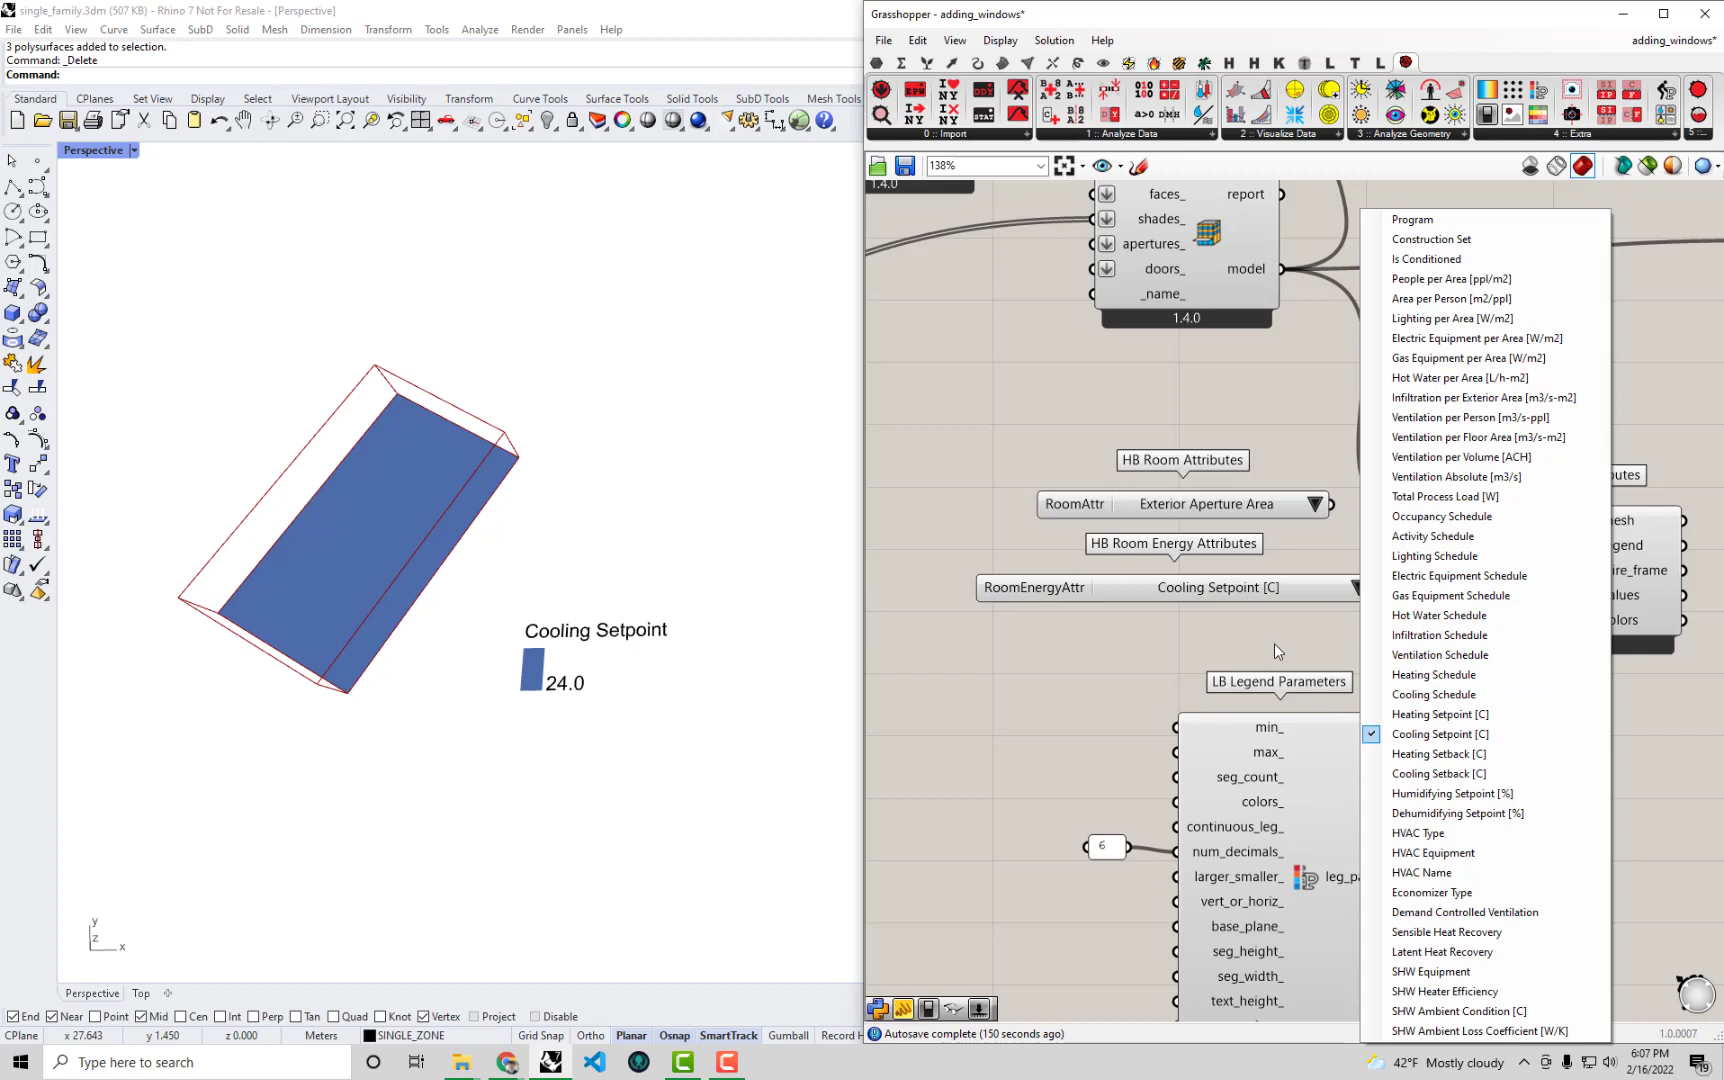 single_family.3dm (507 KB) - Rhino 7 Not For Resale - [Perspective]
File Edit View Curve Surface SubD Solid Mesh Dimension Transform Tools Analyze Render Panels Help
3 polysurfaces added to selection.
Command: _Delete
Command:
Standard CPlanes Set View Display Select Viewport Layout Visibility Transform Curve Tools Surface Tools Solid Tools SubD Tools Mesh Tools
Perspective
Cooling Setpoint
24.0
y
z
x
Perspective Top
End Near Point Mid Cen Int Perp Tan Quad Knot Vertex Project Disable
CPlane x 27.643 y 1.450 z 0.000 Meters SINGLE_ZONE Grid Snap Ortho Planar Osnap SmartTrack Gumball Record H
Grasshopper - adding_windows*
File Edit View Display Solution Help
adding_windows*
0 :: Import 1 :: Analyze Data 2 :: Visualize Data 3 :: Analyze Geometry 4 :: Extra 5 ::
138%
1.4.0
faces_ report
shades_
apertures_
doors_ model
_name_
1.4.0
HB Room Attributes
RoomAttr Exterior Aperture Area
HB Room Energy Attributes
RoomEnergyAttr Cooling Setpoint [C]
LB Legend Parameters
min_
max_
seg_count_
colors_
continuous_leg_
6
num_decimals_
larger_smaller_ leg_pa
vert_or_horiz_
base_plane_
seg_height_
seg_width_
text_height_
Program
Construction Set
Is Conditioned
People per Area [ppl/m2]
Area per Person [m2/ppl]
Lighting per Area [W/m2]
Electric Equipment per Area [W/m2]
Gas Equipment per Area [W/m2]
Hot Water per Area [L/h-m2]
Infiltration per Exterior Area [m3/s-m2]
Ventilation per Person [m3/s-ppl]
Ventilation per Floor Area [m3/s-m2]
Ventilation per Volume [ACH]
Ventilation Absolute [m3/s]
Total Process Load [W]
Occupancy Schedule
Activity Schedule
Lighting Schedule
Electric Equipment Schedule
Gas Equipment Schedule
Hot Water Schedule
Infiltration Schedule
Ventilation Schedule
Heating Schedule
Cooling Schedule
Heating Setpoint [C]
Cooling Setpoint [C]
Heating Setback [C]
Cooling Setback [C]
Humidifying Setpoint [%]
Dehumidifying Setpoint [%]
HVAC Type
HVAC Equipment
HVAC Name
Economizer Type
Demand Controlled Ventilation
Sensible Heat Recovery
Latent Heat Recovery
SHW Equipment
SHW Heater Efficiency
SHW Ambient Condition [C]
SHW Ambient Loss Coefficient [W/K]
utes
esh
gend
ire_frame
alues
olors
Autosave complete (150 seconds ago)
1.0.0007
Type here to search
42°F Mostly cloudy
6:07 PM
2/16/2022
19